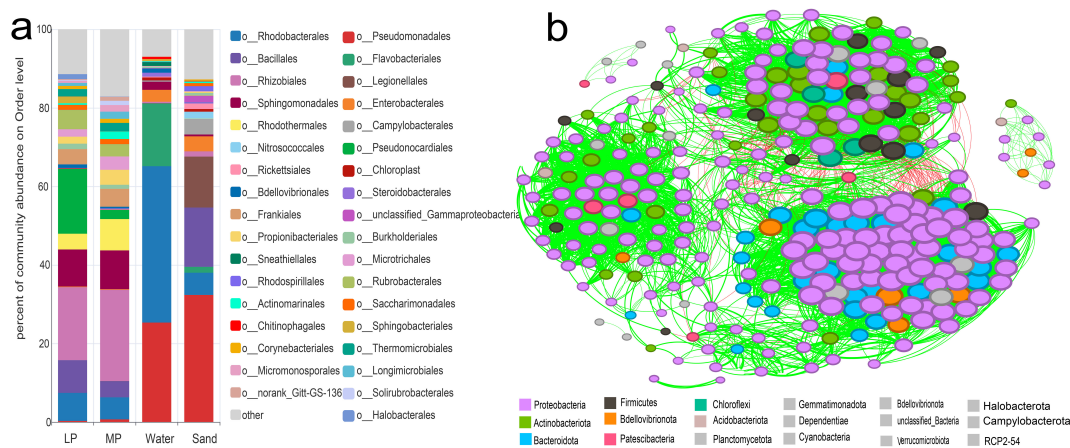 a
percent of community abundance on Order level
100
80
60
40
20
0
LP
MP
Water
Sand
o__Rhodobacterales
o__Bacillales
o__Rhizobiales
o__Sphingomonadales
o__Rhodothermales
o__Nitrosococcales
o__Rickettsiales
o__Bdellovibrionales
o__Frankiales
o__Propionibacteriales
o__Sneathiellales
o__Rhodospirillales
o__Actinomarinales
o__Chitinophagales
o__Corynebacteriales
o__Micromonosporales
o__norank_Gitt-GS-136
other
o__Pseudomonadales
o__Flavobacteriales
o__Legionellales
o__Enterobacterales
o__Campylobacterales
o__Pseudonocardiales
o__Chloroplast
o__Steroidobacterales
o__unclassified_Gammaproteobacteria
o__Burkholderiales
o__Microtrichales
o__Rubrobacterales
o__Saccharimonadales
o__Sphingobacteriales
o__Thermomicrobiales
o__Longimicrobiales
o__Solirubrobacterales
o__Halobacterales
b
Proteobacteria
Actinobacteriota
Bacteroidota
Firmicutes
Bdellovibrionota
Patescibacteria
Chloroflexi
Acidobacteriota
Planctomycetota
Gemmatimonadota
Dependentiae
Cyanobacteria
Bdellovibrionota
unclassified_Bacteria
Verrucomicrobiota
Halobacterota
Campylobacterota
RCP2-54